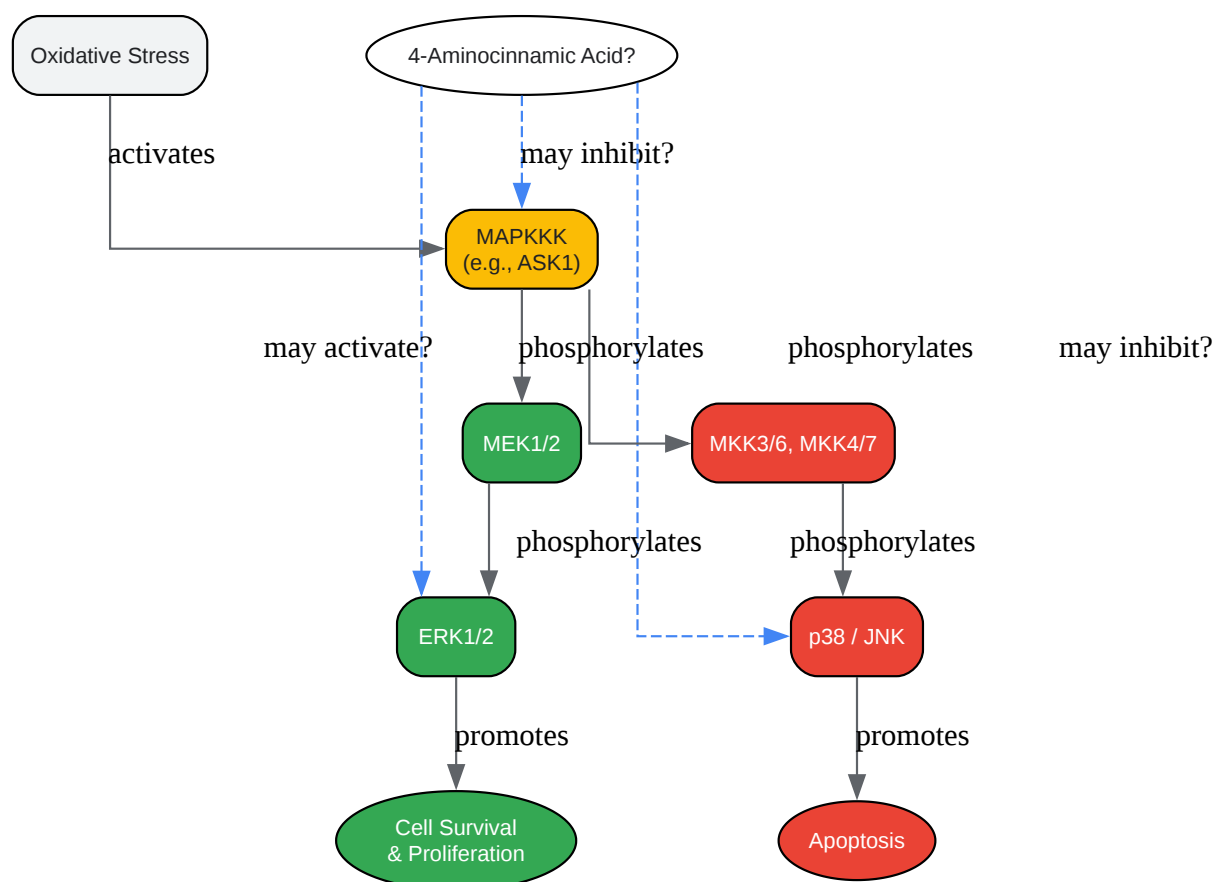 Oxidative Stress
4-Aminocinnamic Acid?
activates
may inhibit?
MAPKKK
(e.g., ASK1)
may activate?
phosphorylates
phosphorylates
may inhibit?
MEK1/2
MKK3/6, MKK4/7
phosphorylates
phosphorylates
ERK1/2
p38 / JNK
promotes
promotes
Cell Survival
& Proliferation
Apoptosis